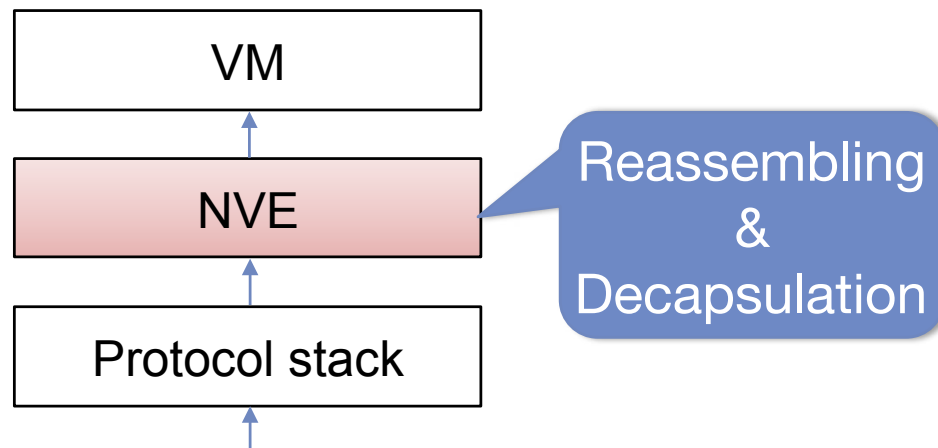 VM
NVE
Reassembling
&
Decapsulation
Protocol stack